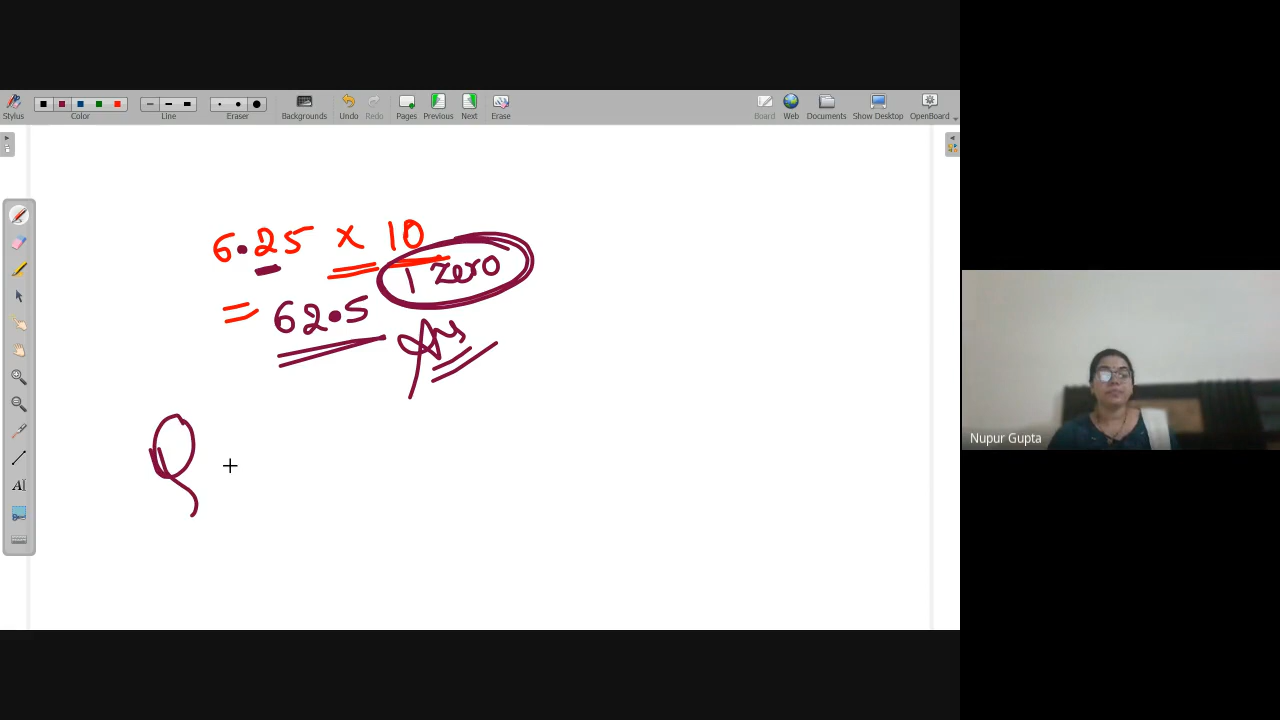 Stylus Color Line Eraser Backgrounds Undo Redo Pages Previous Next Erase Board Web Documents Show Desktop OpenBoard
6.25 x 10
1 zero
= 62.5 Ans
Q
Nupur Gupta